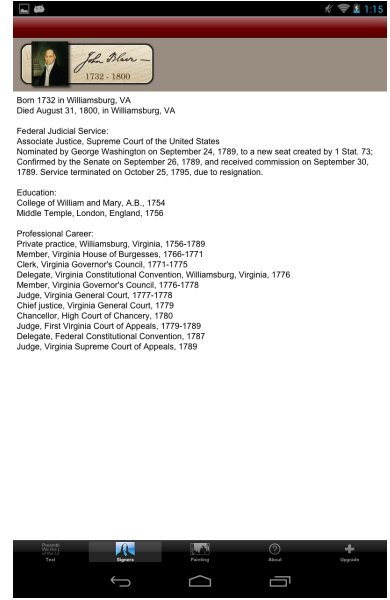 1:15
John Blair
1732 - 1800
Born 1732 in Williamsburg, VA
Died August 31, 1800, in Williamsburg, VA
Federal Judicial Service:
Associate Justice, Supreme Court of the United States
Nominated by George Washington on September 24, 1789, to a new seat created by 1 Stat. 73;
Confirmed by the Senate on September 26, 1789, and received commission on September 30,
1789. Service terminated on October 25, 1795, due to resignation.
Education:
College of William and Mary, A.B., 1754
Middle Temple, London, England, 1756
Professional Career:
Private practice, Williamsburg, Virginia, 1756-1789
Member, Virginia House of Burgesses, 1766-1771
Clerk, Virginia Governor's Council, 1771-1775
Delegate, Virginia Constitutional Convention, Williamsburg, Virginia, 1776
Member, Virginia Governor's Council, 1776-1778
Judge, Virginia General Court, 1777-1778
Chief justice, Virginia General Court, 1779
Chancellor, High Court of Chancery, 1780
Judge, First Virginia Court of Appeals, 1779-1789
Delegate, Federal Constitutional Convention, 1787
Judge, Virginia Supreme Court of Appeals, 1789
Text Signers Painting About Upgrade